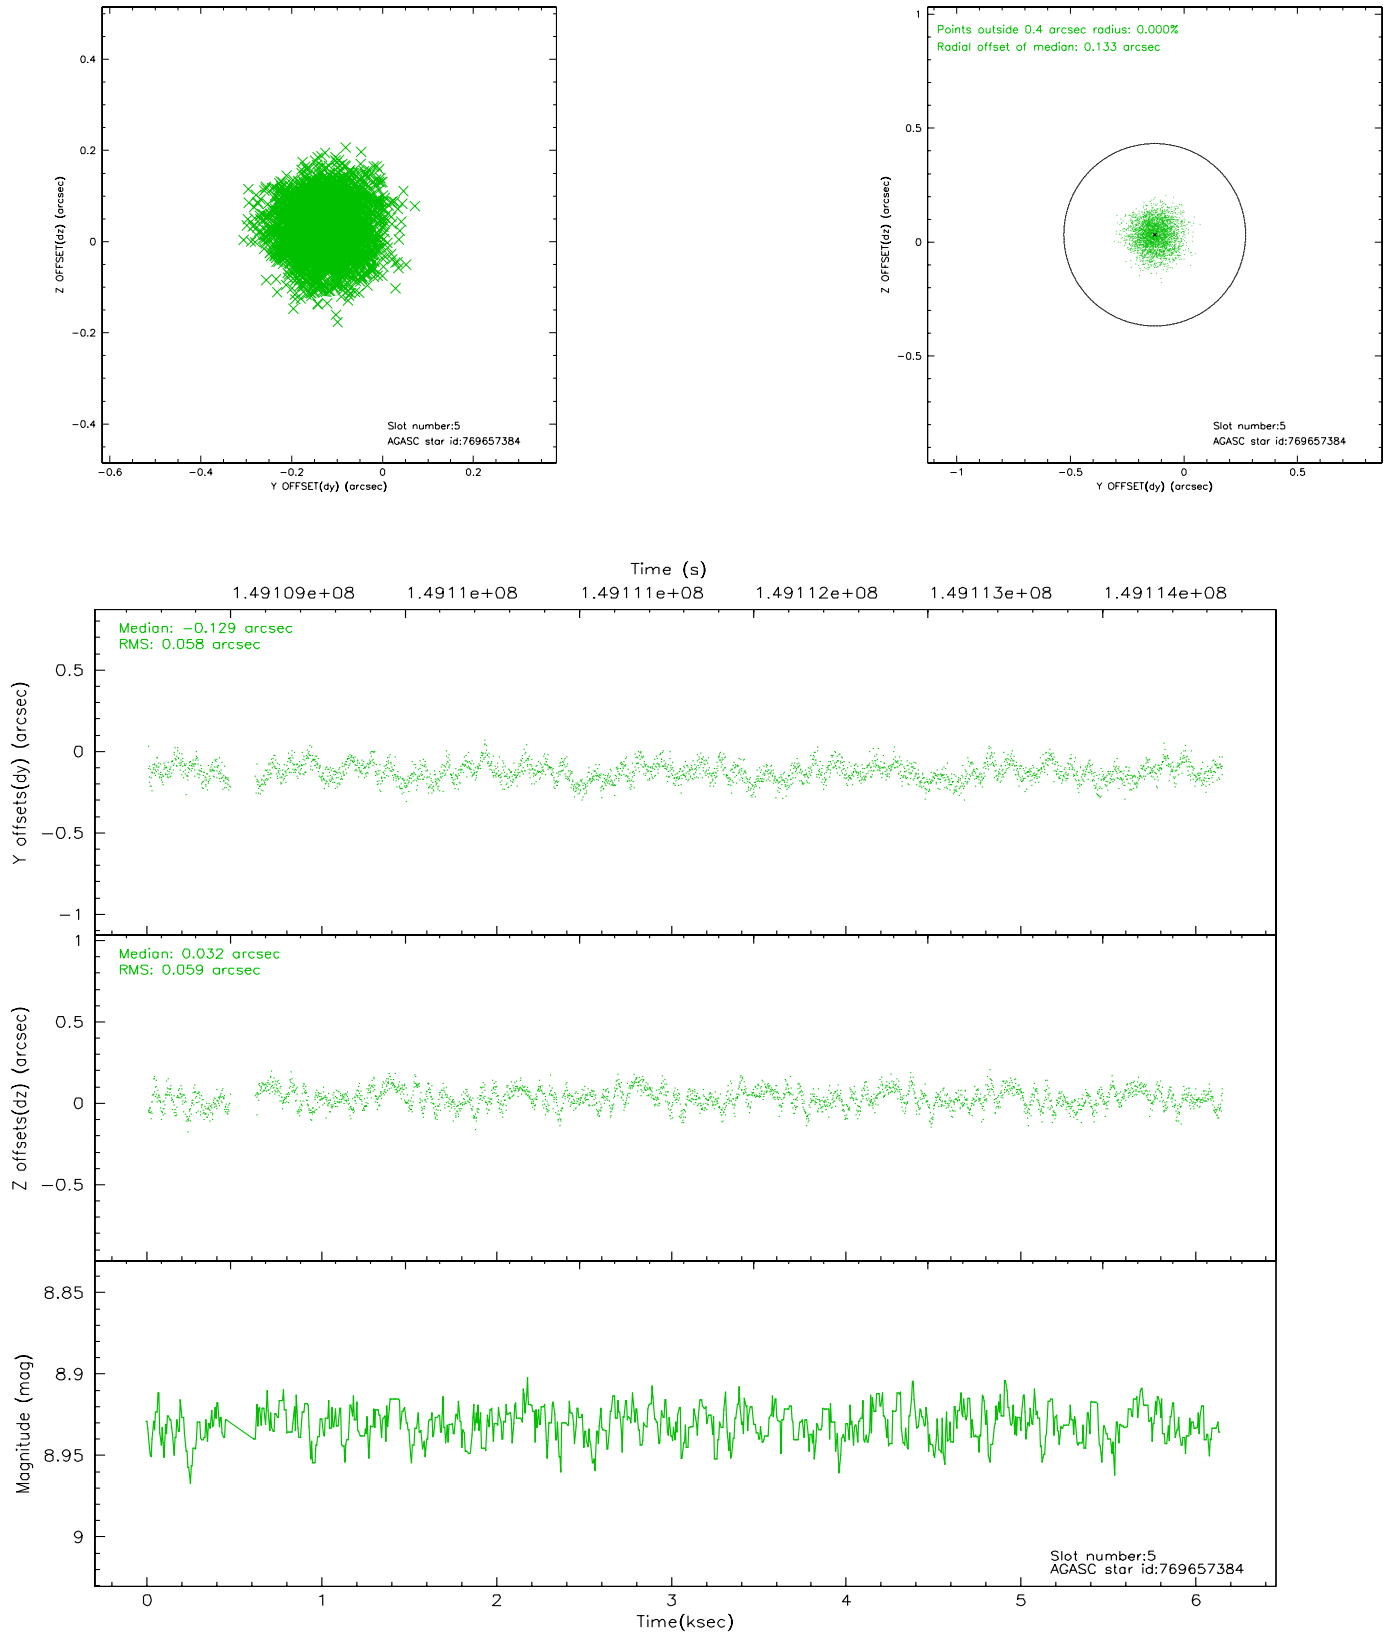 0.4
0.2
0
−0.2
−0.4
Z OFFSET(dz) (arcsec)
Slot number:5
AGASC star id:769657384
−0.6
−0.4
−0.2
0
0.2
Y OFFSET(dy) (arcsec)
Points outside 0.4 arcsec radius: 0.000%
Radial offset of median: 0.133 arcsec
1
0.5
0
−0.5
Z OFFSET(dz) (arcsec)
Slot number:5
AGASC star id:769657384
−1
−0.5
0
0.5
Y OFFSET(dy) (arcsec)
Time (s)
1.49109e+08
1.4911e+08
1.49111e+08
1.49112e+08
1.49113e+08
1.49114e+08
Median: −0.129 arcsec
RMS: 0.058 arcsec
0.5
0
−0.5
−1
Y offsets(dy) (arcsec)
Median: 0.032 arcsec
RMS: 0.059 arcsec
1
0.5
0
−0.5
Z offsets(dz) (arcsec)
8.85
8.9
8.95
9
Magnitude (mag)
Slot number:5
AGASC star id:769657384
0
1
2
3
4
5
6
Time(ksec)